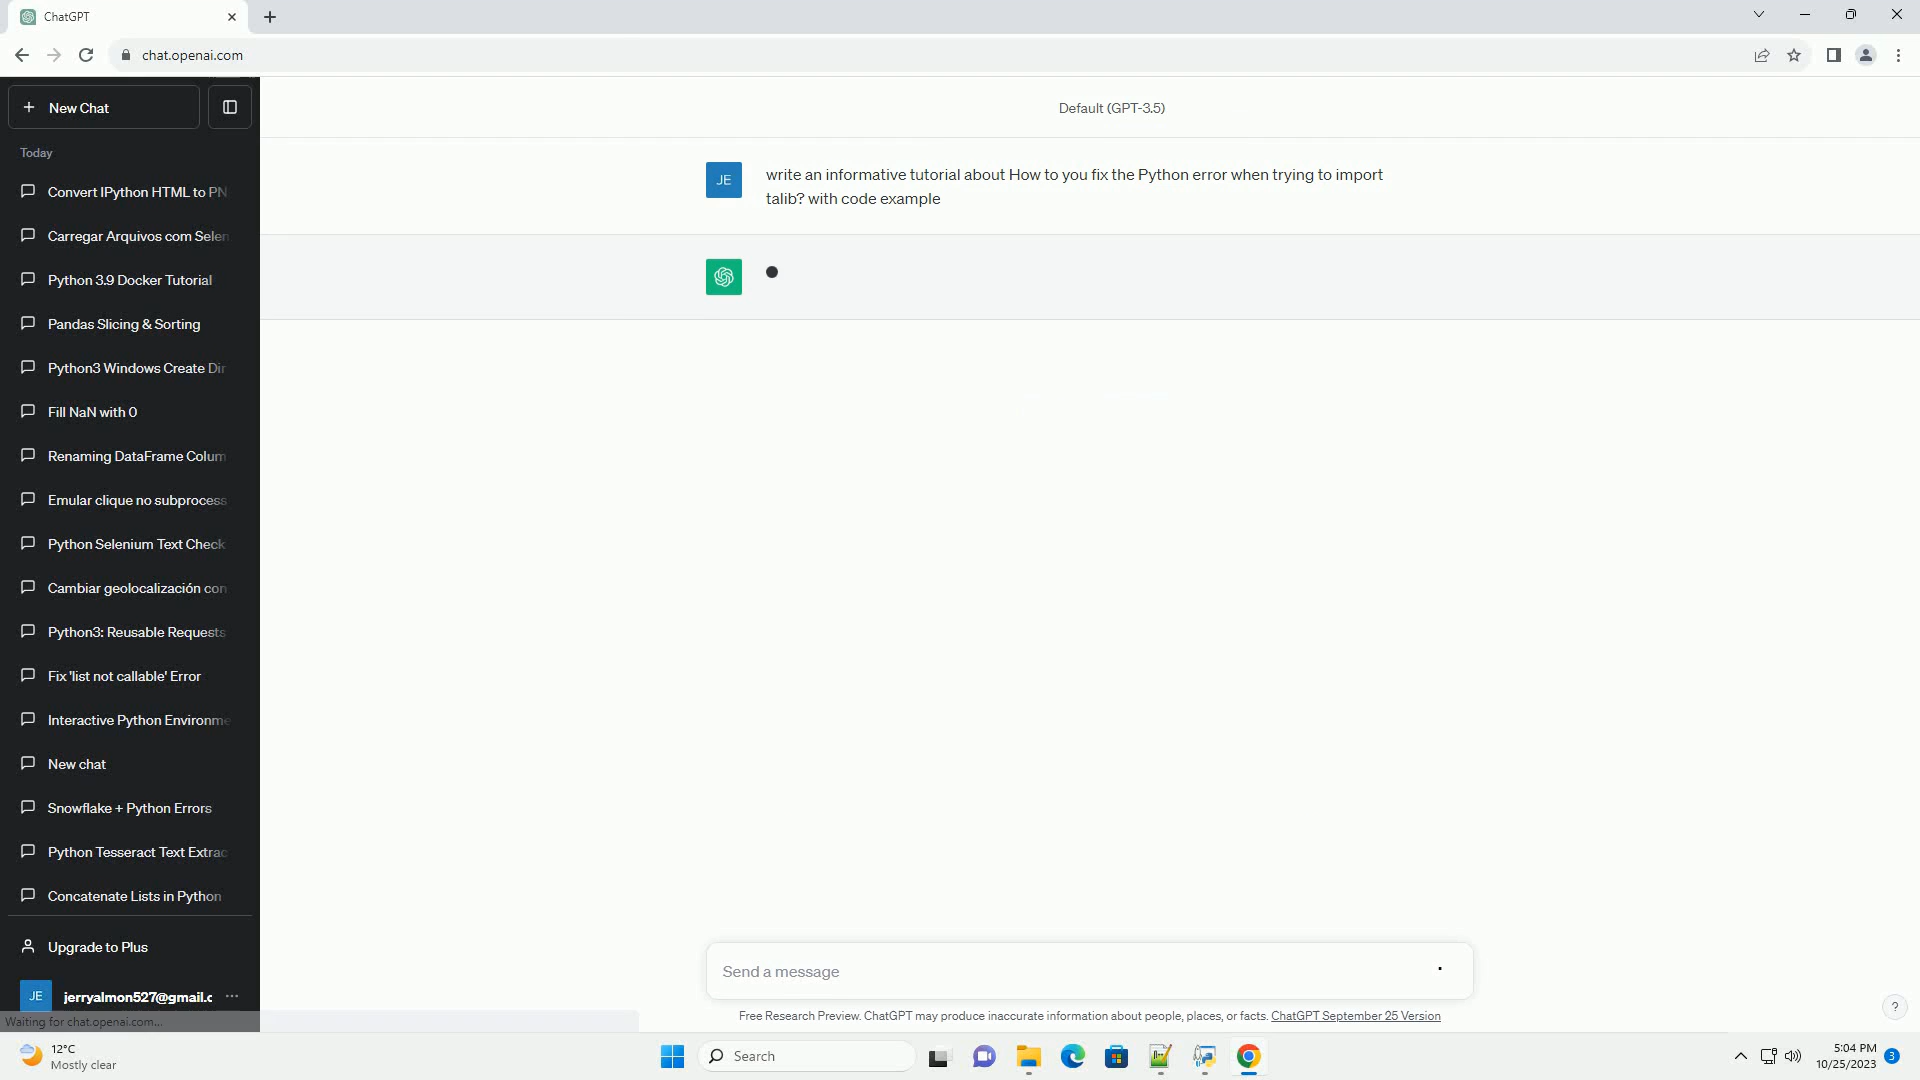 ChatGPT
chat.openai.com
New Chat
Default (GPT-3.5)
Today
Convert IPython HTML to PN
Carregar Arquivos com Selen
Python 3.9 Docker Tutorial
Pandas Slicing & Sorting
Python3 Windows Create Dir
Fill NaN with 0
Renaming DataFrame Colum
Emular clique no subprocess
Python Selenium Text Check
Cambiar geolocalización con
Python3: Reusable Requests
Fix 'list not callable' Error
Interactive Python Environme
New chat
Snowflake + Python Errors
Python Tesseract Text Extrac
Concatenate Lists in Python
Upgrade to Plus
JE
jerryalmon527@gmail.c
Waiting for chat.openai.com...
JE
write an informative tutorial about How to you fix the Python error when trying to import
talib? with code example
Send a message
Free Research Preview. ChatGPT may produce inaccurate information about people, places, or facts. ChatGPT September 25 Version
?
12°C
Mostly clear
Search
5:04 PM
10/25/2023
3